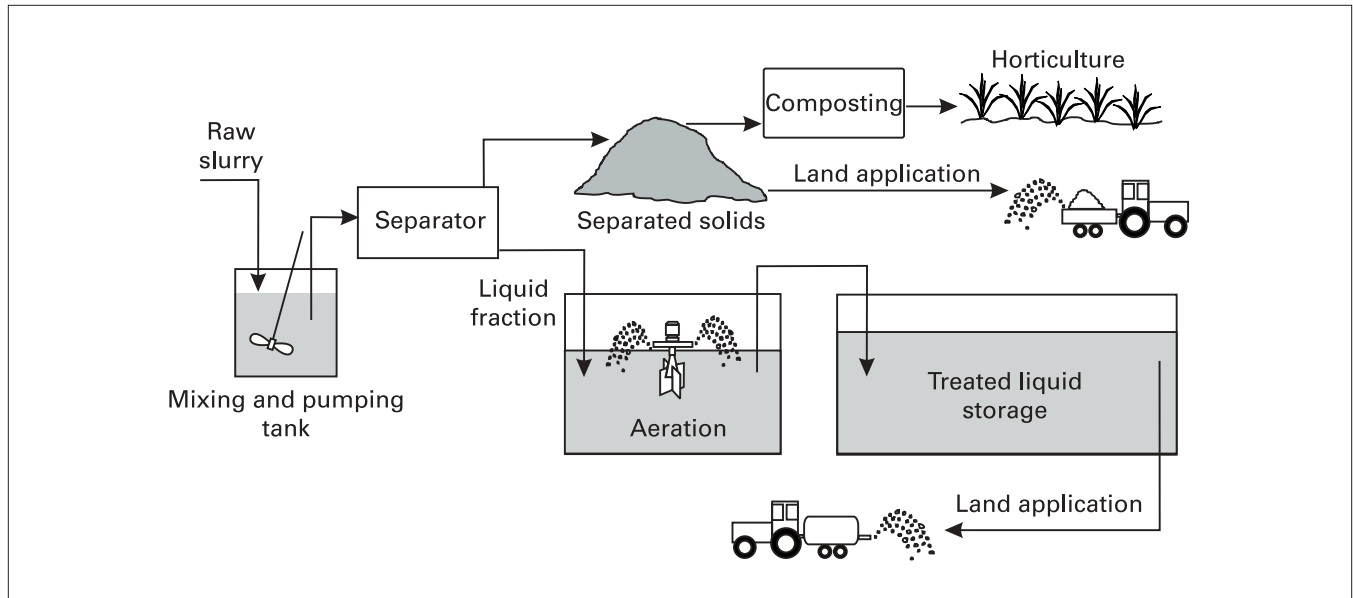 Horticulture
Composting
Raw
slurry
Land application
Separator
Separated solids
Liquid
fraction
Mixing and pumping
tank
Aeration
Treated liquid
storage
Land application